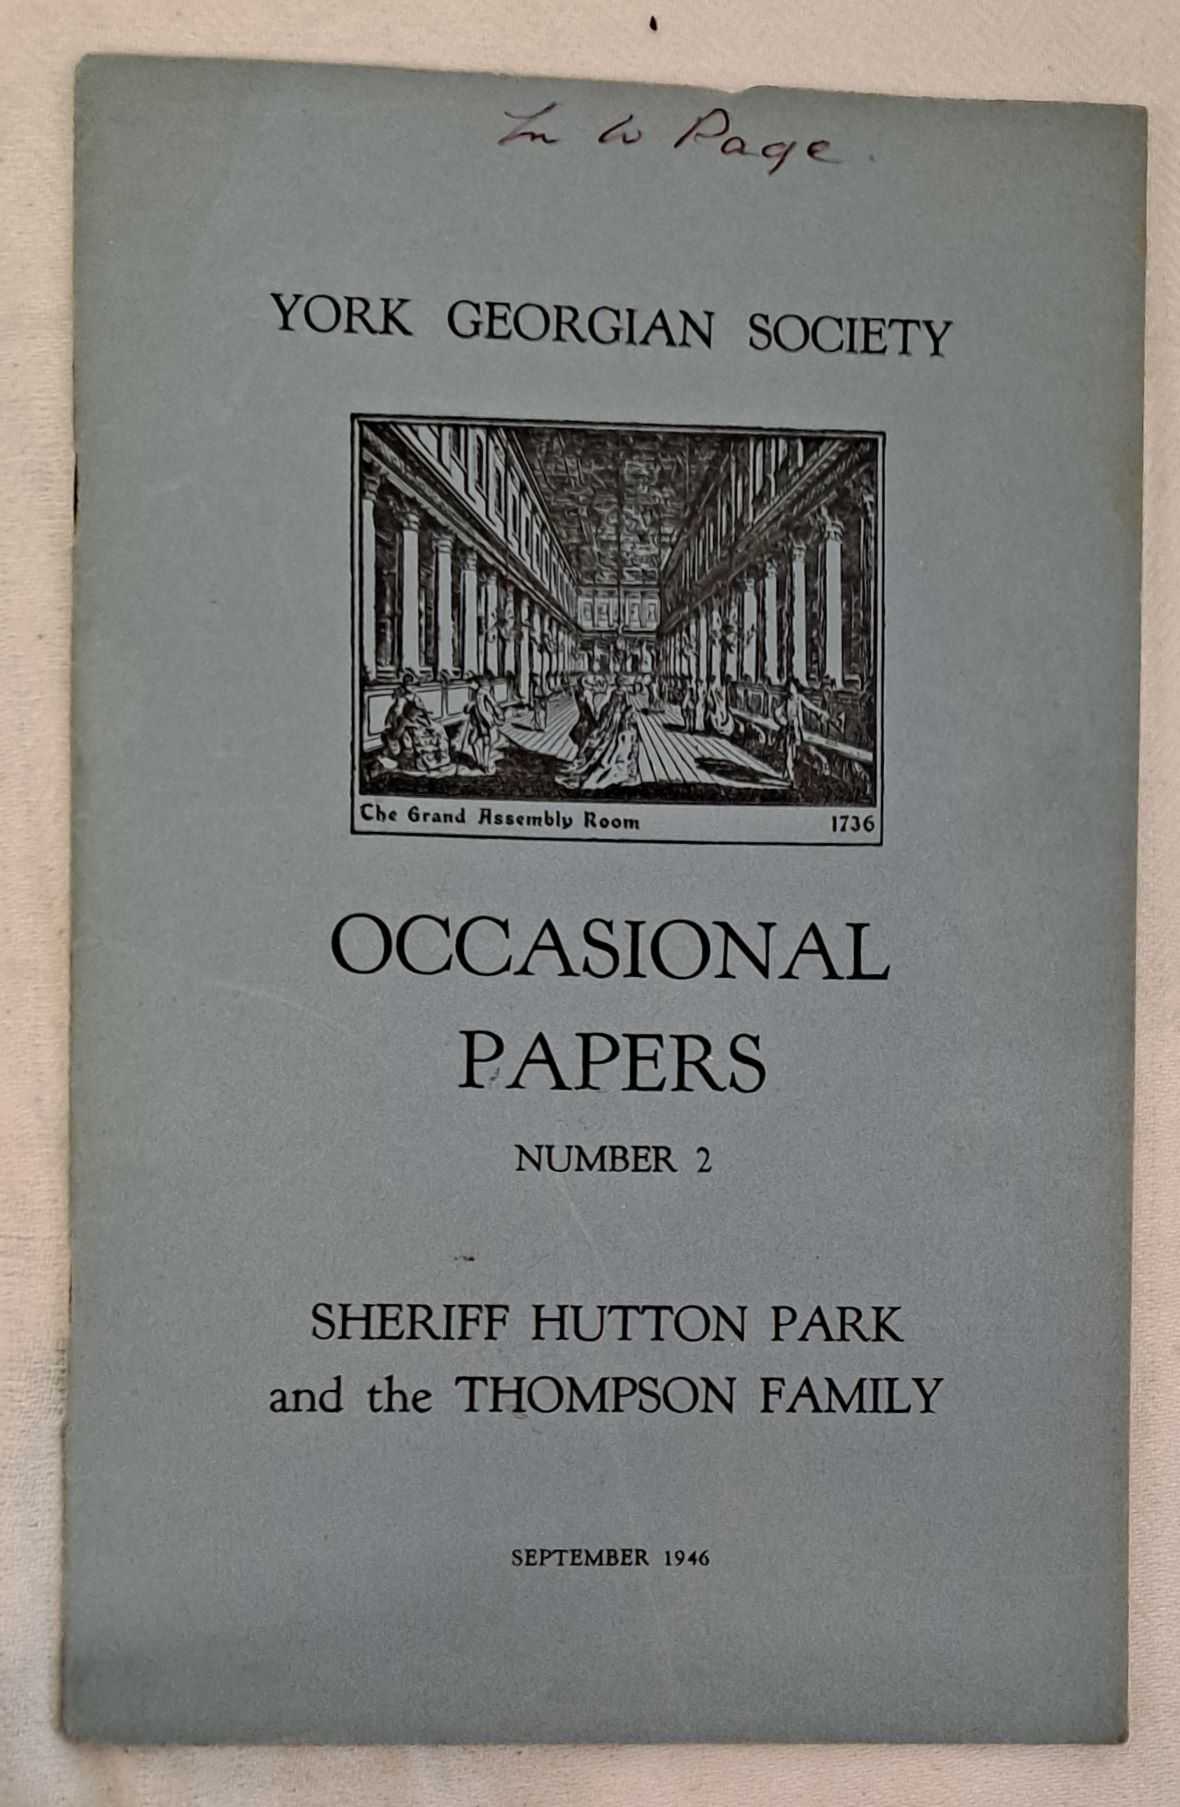 W Page.
YORK GEORGIAN SOCIETY
The Grand Assembly Room 1736
OCCASIONAL
PAPERS
NUMBER 2
SHERIFF HUTTON PARK
and the THOMPSON FAMILY
SEPTEMBER 1946